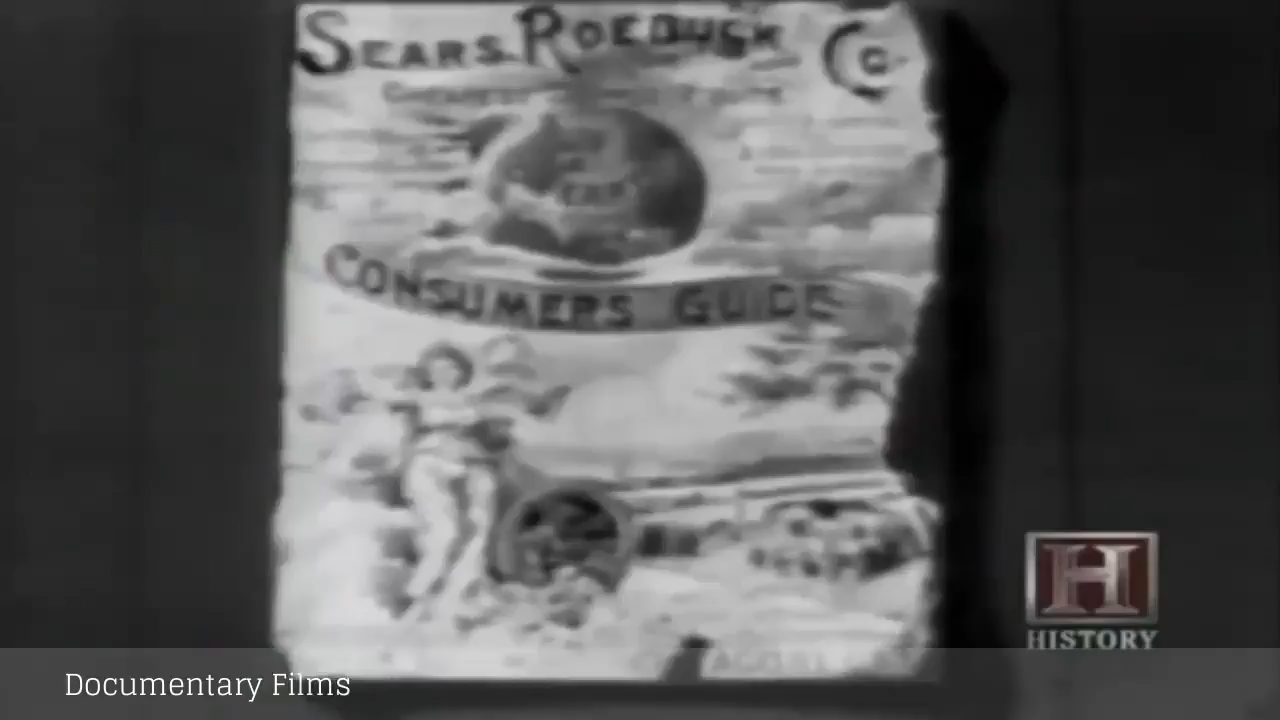 SEARS, ROEBUCK Co.
CONSUMERS GUIDE
H
HISTORY
Documentary Films